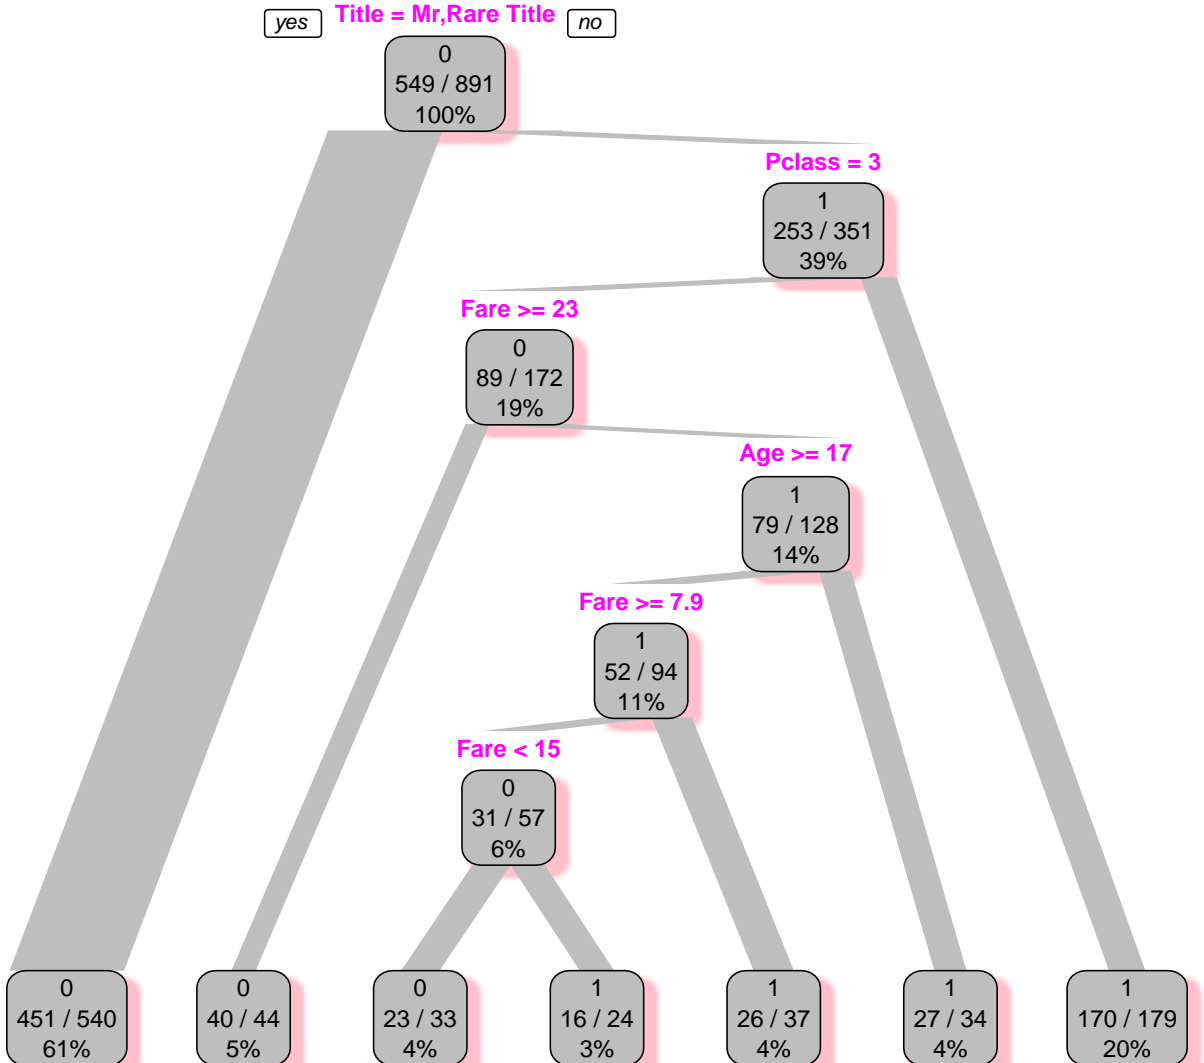 Title = Mr,Rare Title
yes
no
0
549 / 891
100%
Pclass = 3
1
253 / 351
39%
Fare >= 23
0
89 / 172
19%
Age >= 17
1
79 / 128
14%
Fare >= 7.9
1
52 / 94
11%
Fare < 15
0
31 / 57
6%
0
451 / 540
61%
0
40 / 44
5%
0
23 / 33
4%
1
16 / 24
3%
1
26 / 37
4%
1
27 / 34
4%
1
170 / 179
20%